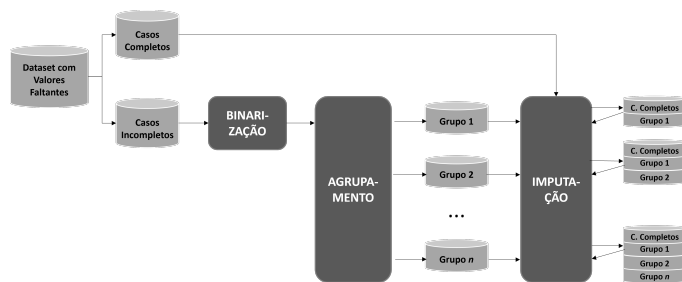 Dataset com
Valores
Faltantes
Casos
Completos
Casos
Incompletos
BINARI-
ZAÇÃO
AGRUPA-
MENTO
Grupo 1
Grupo 2
...
Grupo n
IMPUTA-
ÇÃO
C. Completos
Grupo 1
C. Completos
Grupo 1
Grupo 2
C. Completos
Grupo 1
Grupo 2
Grupo n